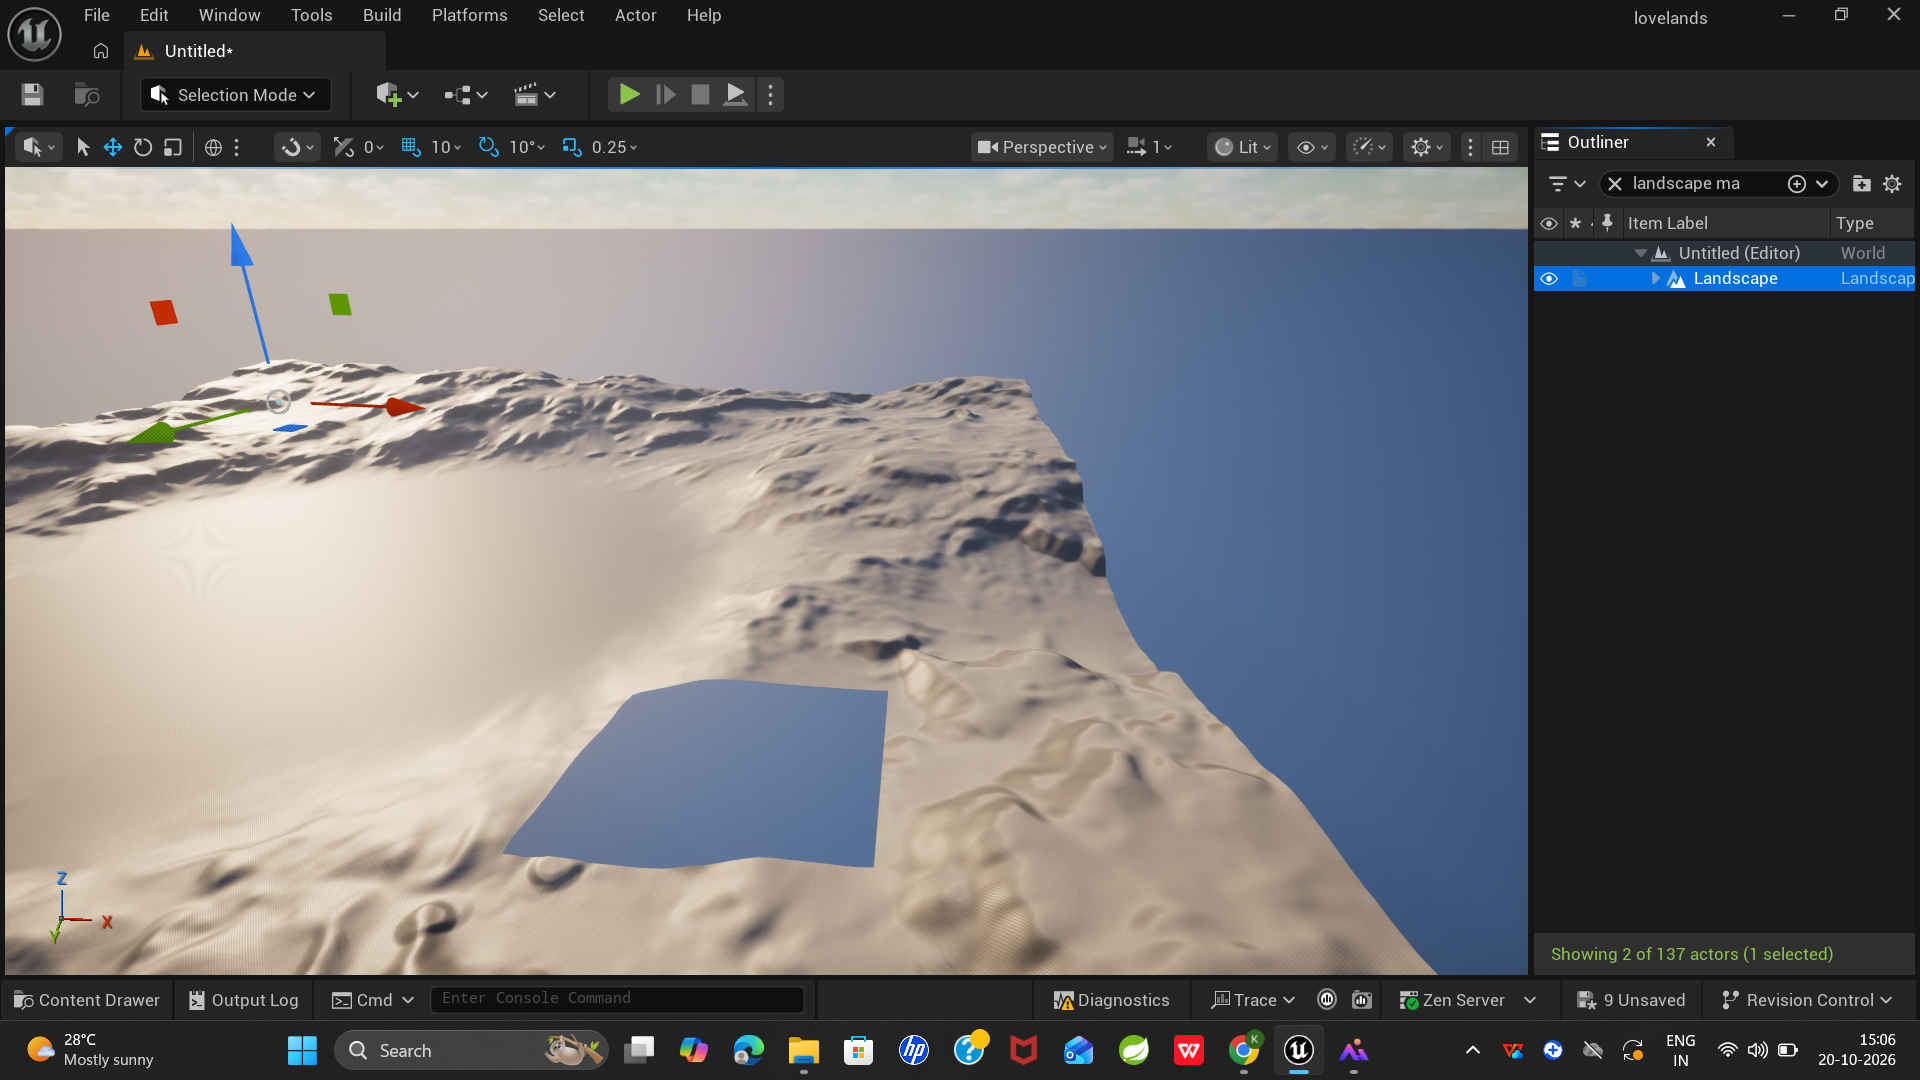 File Edit Window Tools Build Platforms Select Actor Help
lovelands
Untitled*
Selection Mode
0 10 10° 0.25
Perspective 1 Lit
Outliner
landscape ma
Item Label Type
Untitled (Editor) World
Landscape Landscap
Z
X
Y
Showing 2 of 137 actors (1 selected)
Content Drawer Output Log Cmd Enter Console Command Diagnostics Trace Zen Server 9 Unsaved Revision Control
28°C
Mostly sunny
Search
hp
K
ENG
IN
15:06
20-10-2026